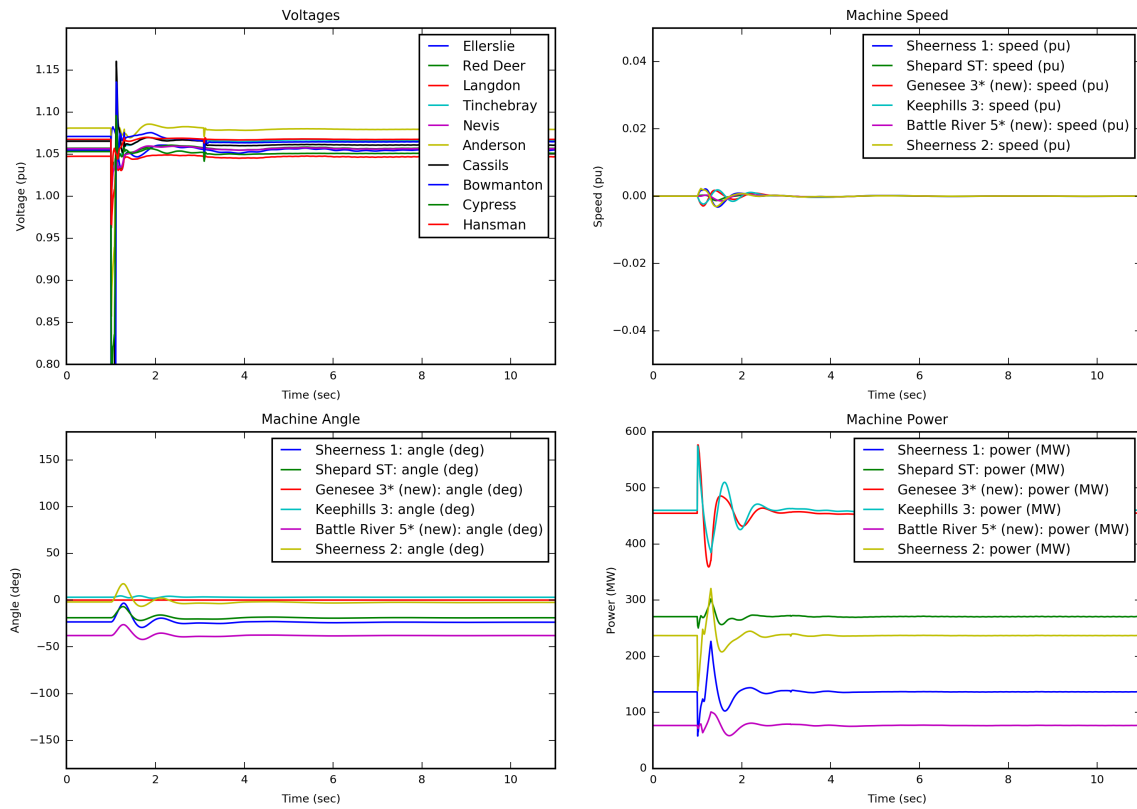 Voltages
1.15
1.10
1.05
1.00
0.95
0.90
0.85
0.80
Voltage (pu)
0 2 4 6 8 10
Time (sec)
Ellerslie
Red Deer
Langdon
Tinchebray
Nevis
Anderson
Cassils
Bowmanton
Cypress
Hansman
Machine Speed
0.04
0.02
0.00
−0.02
−0.04
Speed (pu)
0 2 4 6 8 10
Time (sec)
Sheerness 1: speed (pu)
Shepard ST: speed (pu)
Genesee 3* (new): speed (pu)
Keephills 3: speed (pu)
Battle River 5* (new): speed (pu)
Sheerness 2: speed (pu)
Machine Angle
150
100
50
0
−50
−100
−150
Angle (deg)
0 2 4 6 8 10
Time (sec)
Sheerness 1: angle (deg)
Shepard ST: angle (deg)
Genesee 3* (new): angle (deg)
Keephills 3: angle (deg)
Battle River 5* (new): angle (deg)
Sheerness 2: angle (deg)
Machine Power
600
500
400
300
200
100
0
Power (MW)
0 2 4 6 8 10
Time (sec)
Sheerness 1: power (MW)
Shepard ST: power (MW)
Genesee 3* (new): power (MW)
Keephills 3: power (MW)
Battle River 5* (new): power (MW)
Sheerness 2: power (MW)